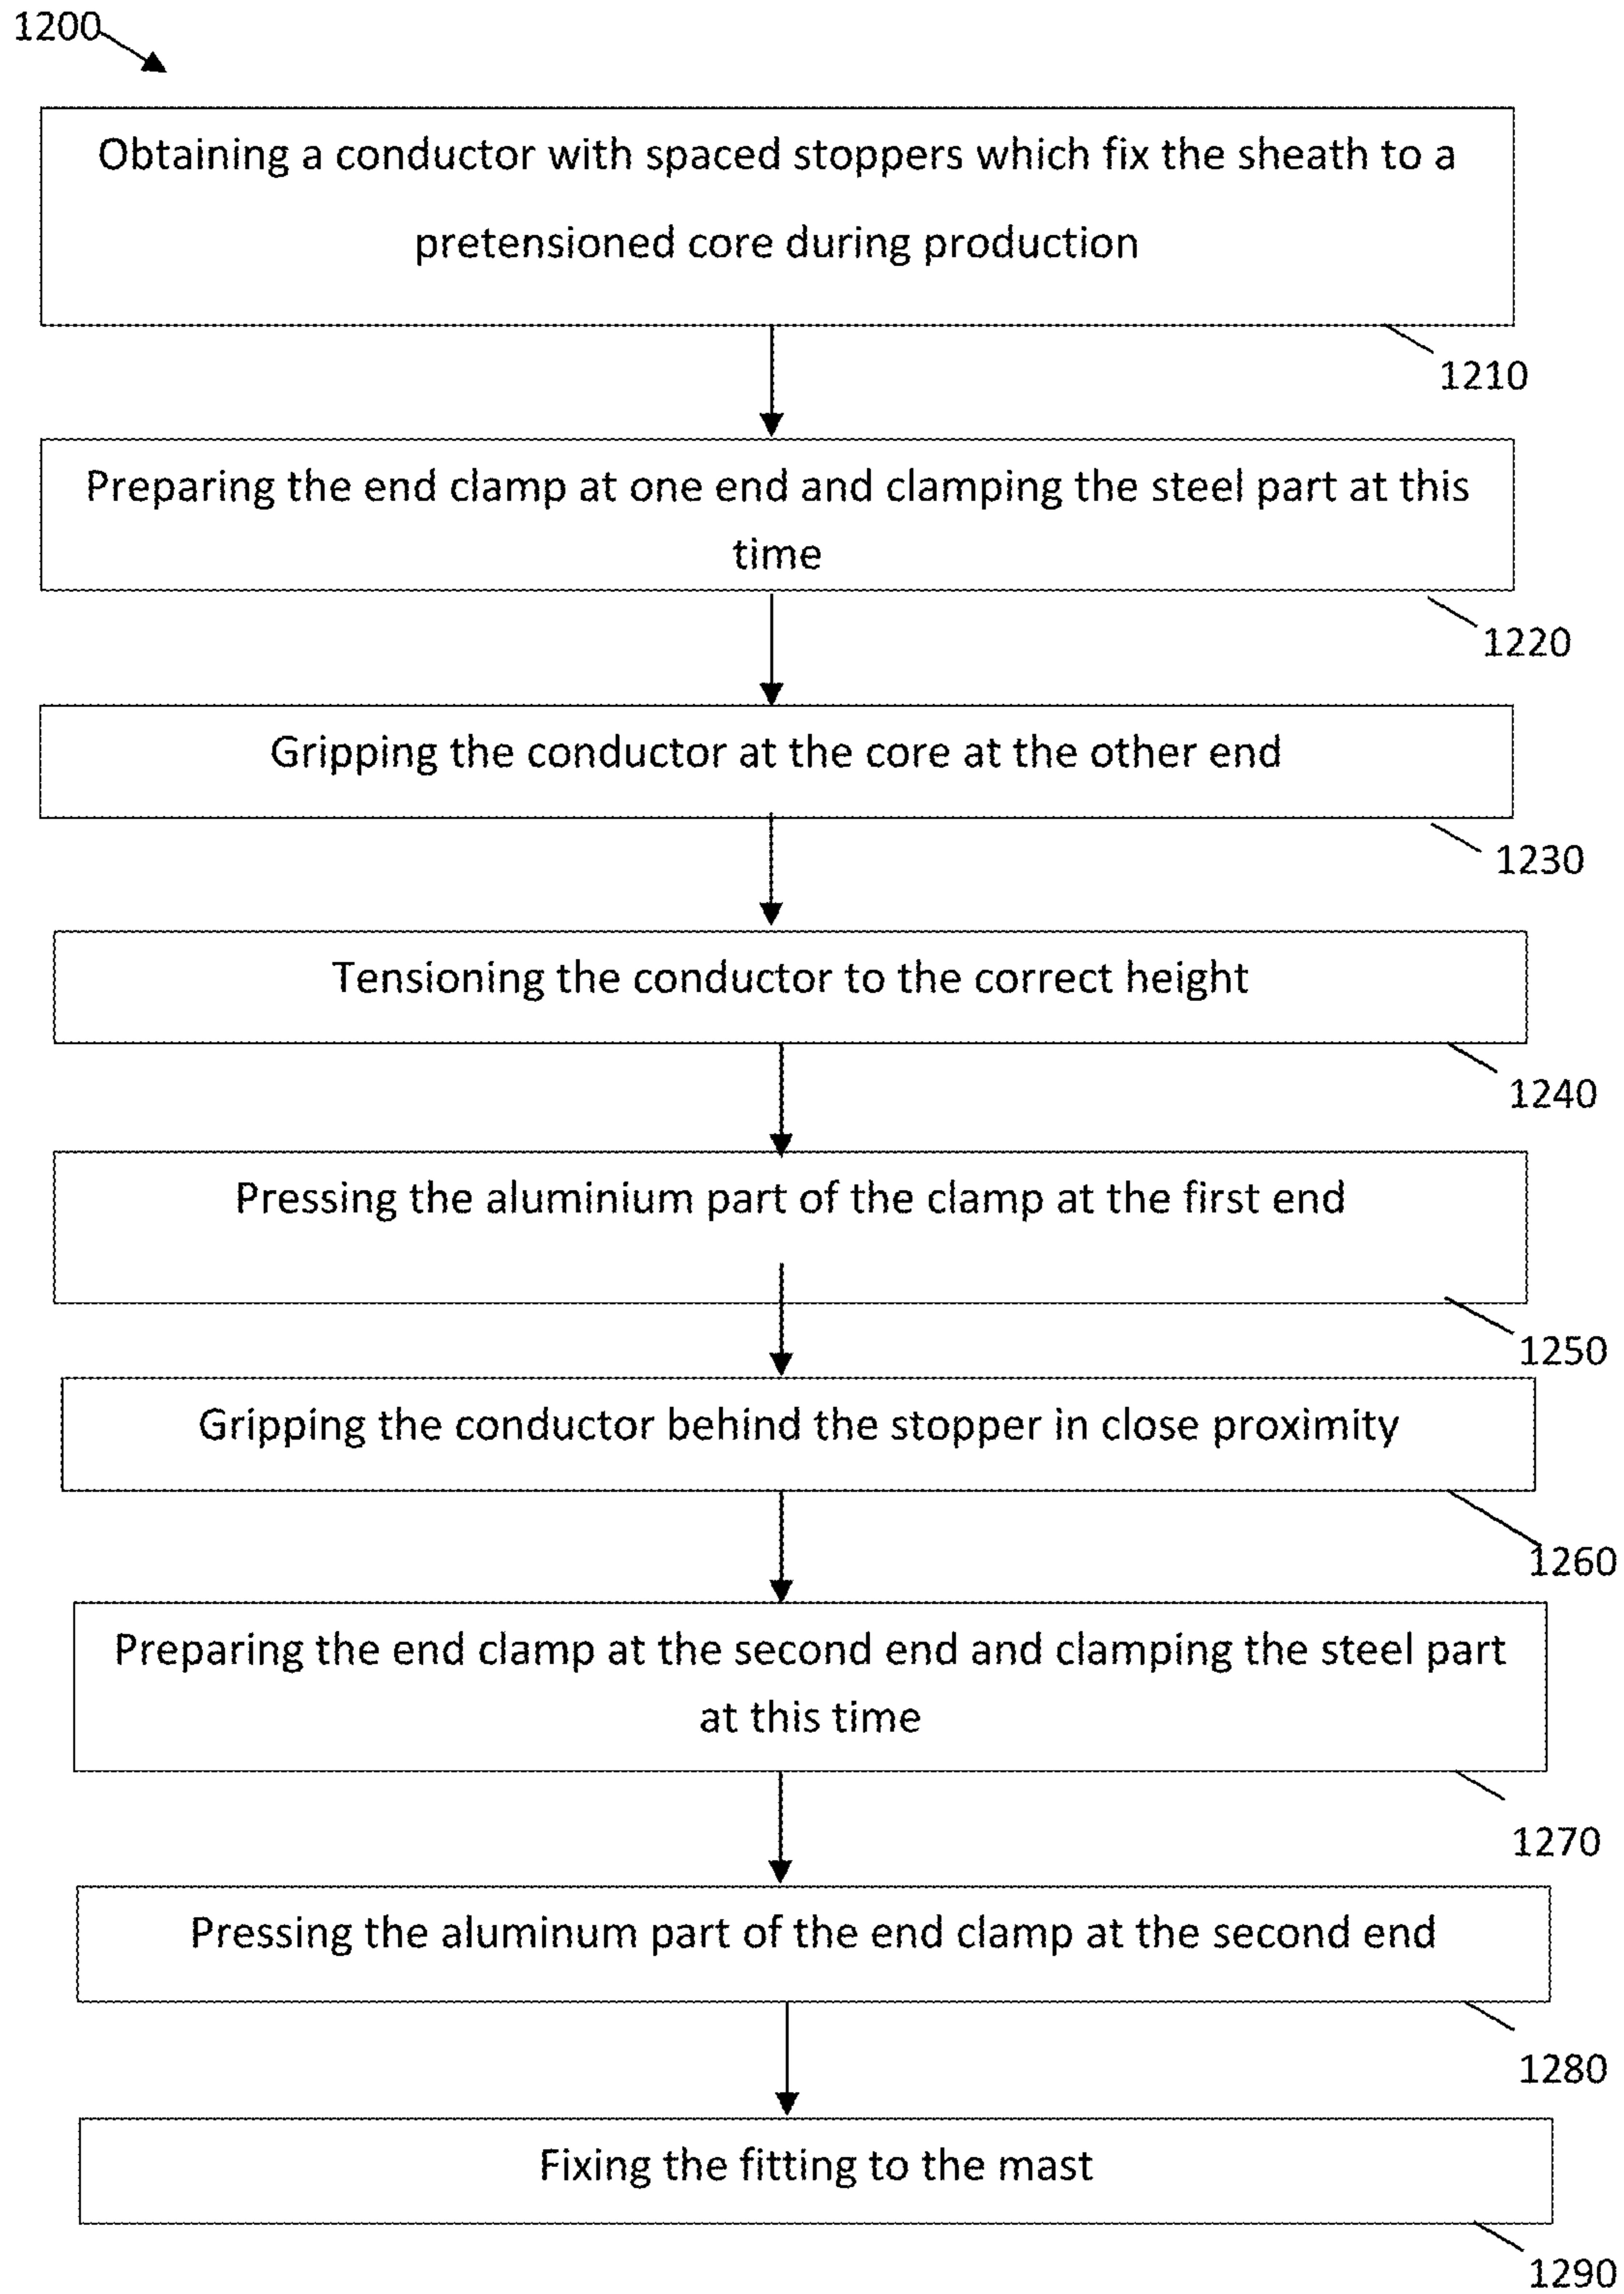 1200
Obtaining a conductor with spaced stoppers which fix the sheath to a
pretensioned core during production
1210
Preparing the end clamp at one end and clamping the steel part at this
time
1220
Gripping the conductor at the core at the other end
1230
Tensioning the conductor to the correct height
1240
Pressing the aluminium part of the clamp at the first end
1250
Gripping the conductor behind the stopper in close proximity
1260
Preparing the end clamp at the second end and clamping the steel part
at this time
1270
Pressing the aluminum part of the end clamp at the second end
1280
Fixing the fitting to the mast
1290